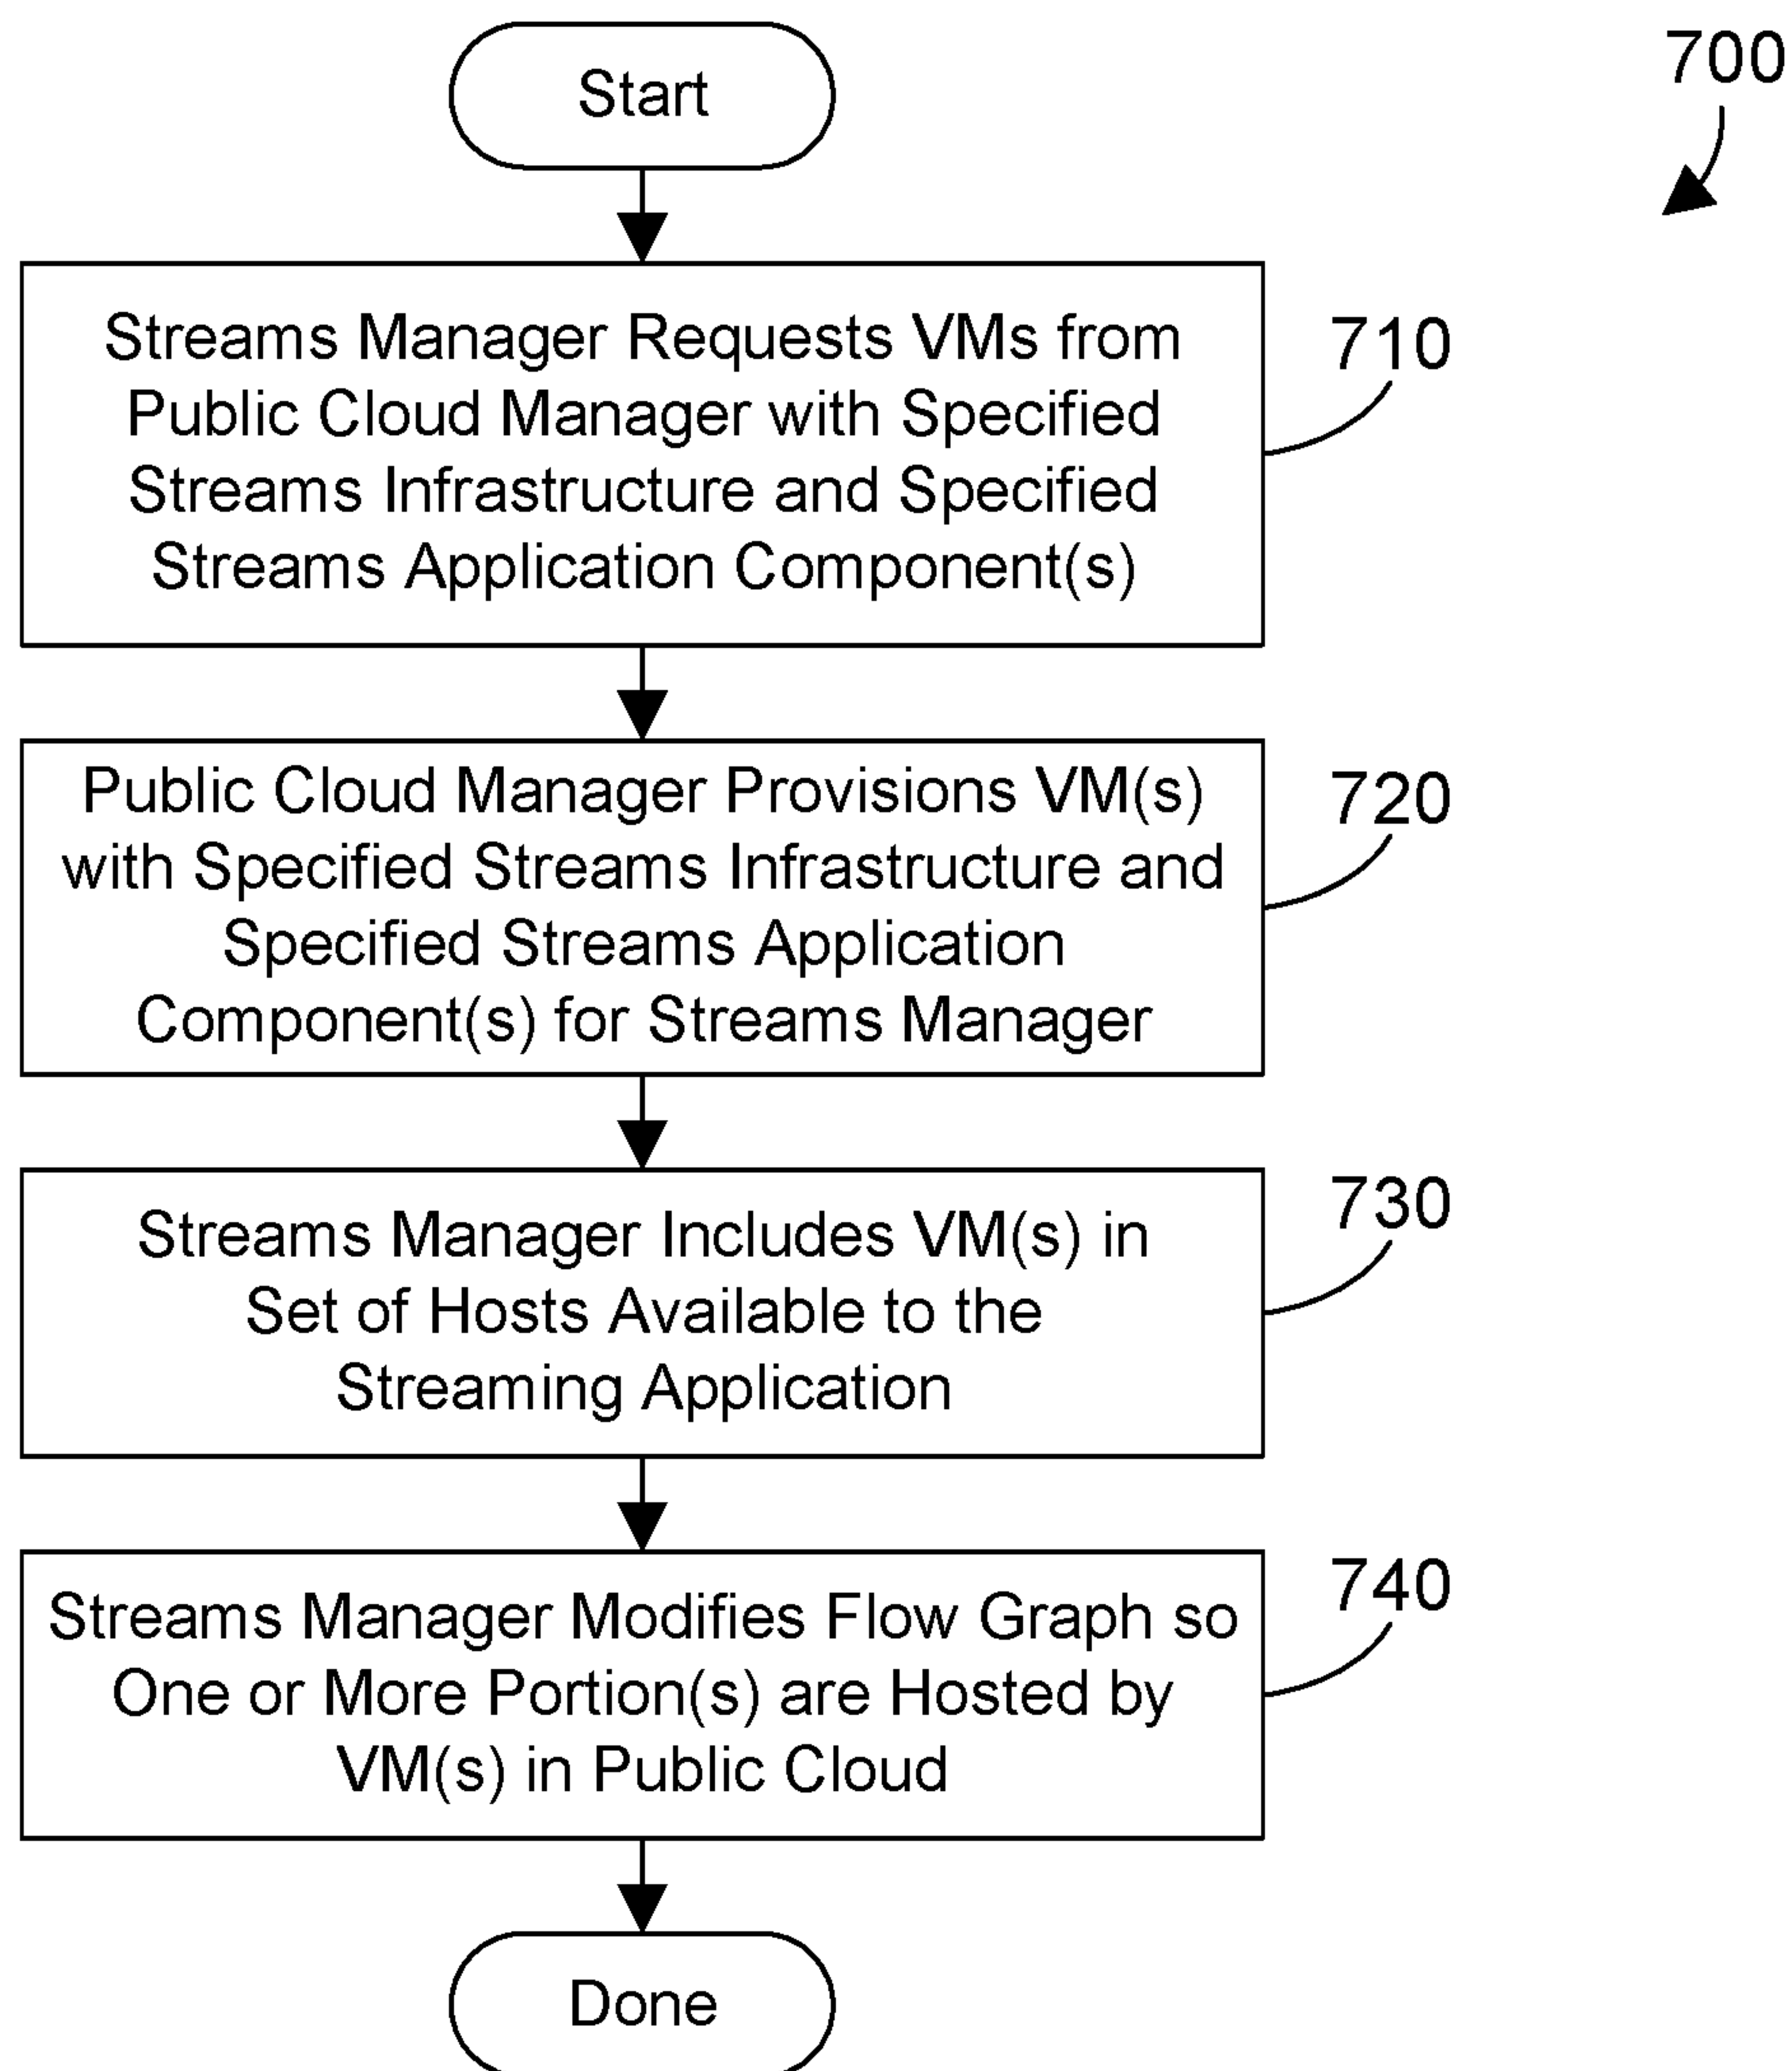 Start
700
Streams Manager Requests VMs from
Public Cloud Manager with Specified
Streams Infrastructure and Specified
Streams Application Component(s)
710
Public Cloud Manager Provisions VM(s)
with Specified Streams Infrastructure and
Specified Streams Application
Component(s) for Streams Manager
720
Streams Manager Includes VM(s) in
Set of Hosts Available to the
Streaming Application
730
Streams Manager Modifies Flow Graph so
One or More Portion(s) are Hosted by
VM(s) in Public Cloud
740
Done